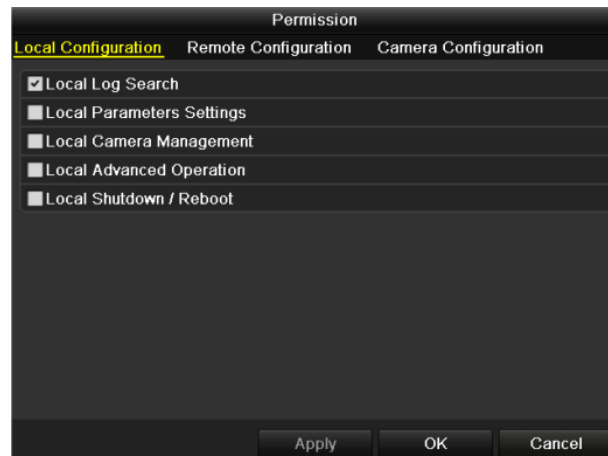 Permission
Local Configuration Remote Configuration Camera Configuration
Local Log Search
Local Parameters Settings
Local Camera Management
Local Advanced Operation
Local Shutdown / Reboot
Apply OK Cancel